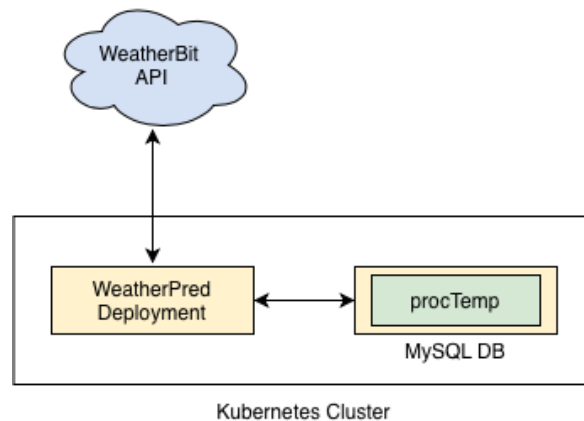 WeatherBit
API
WeatherPred
Deployment
procTemp
MySQL DB
Kubernetes Cluster